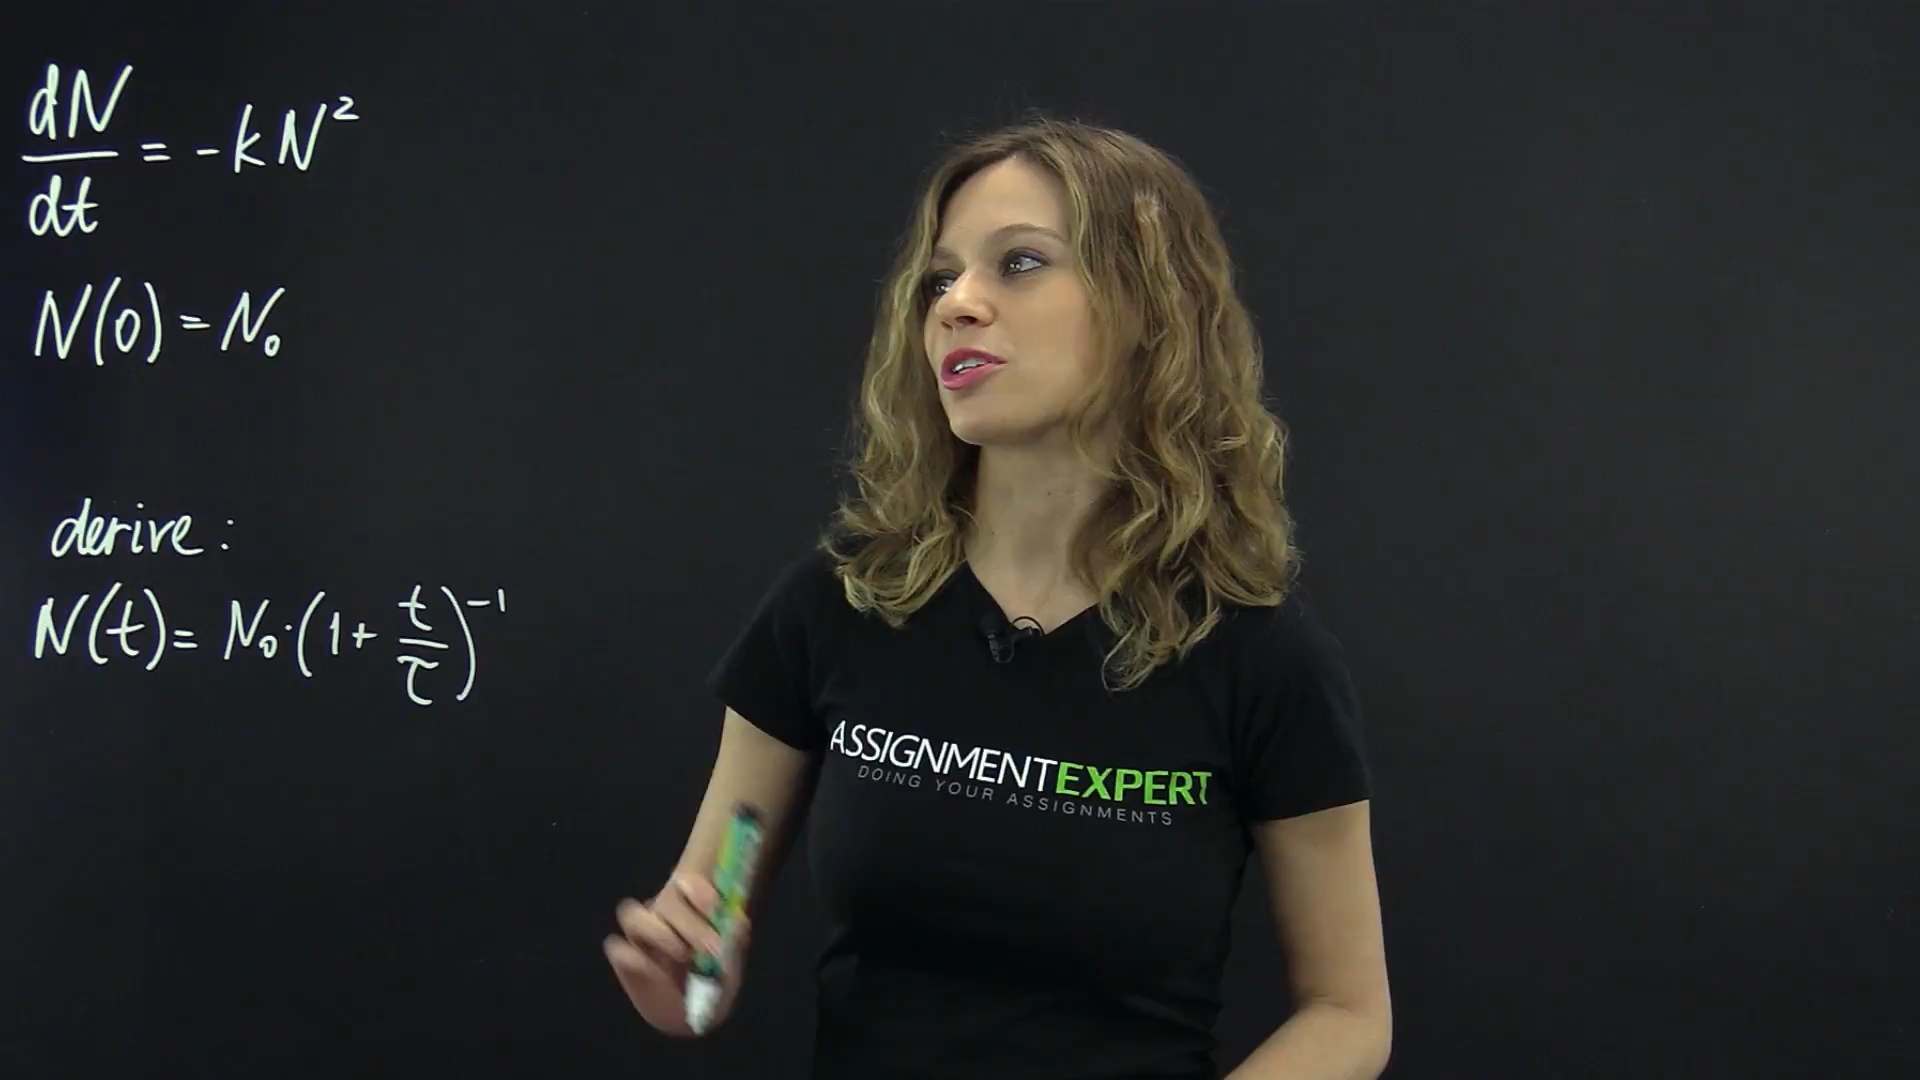 dN/dt = -kN²
N(0) = N₀
derive:
N(t) = N₀·(1 + t/τ)⁻¹
ASSIGNMENTEXPERT
DOING YOUR ASSIGNMENTS